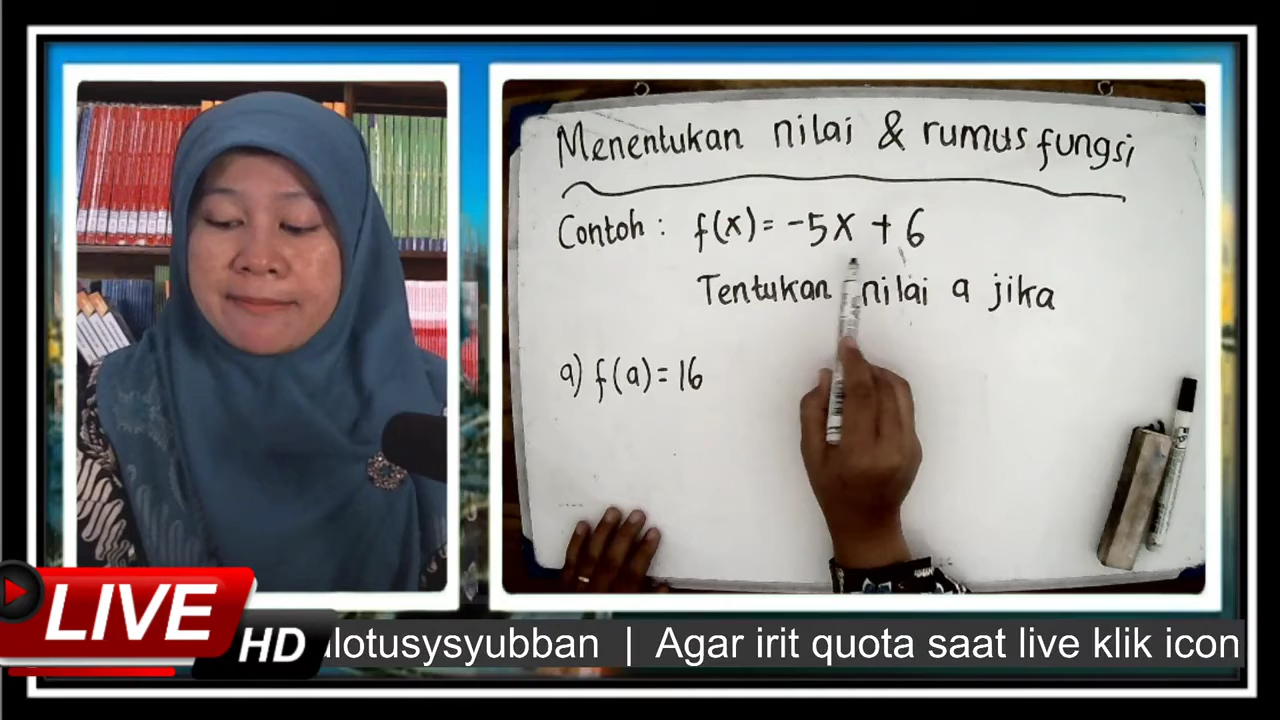 Menentukan nilai & rumus fungsi
Contoh : f(x) = -5x + 6
Tentukan nilai a jika
a) f(a) = 16
LIVE
HD
lotusysyubban | Agar irit quota saat live klik icon